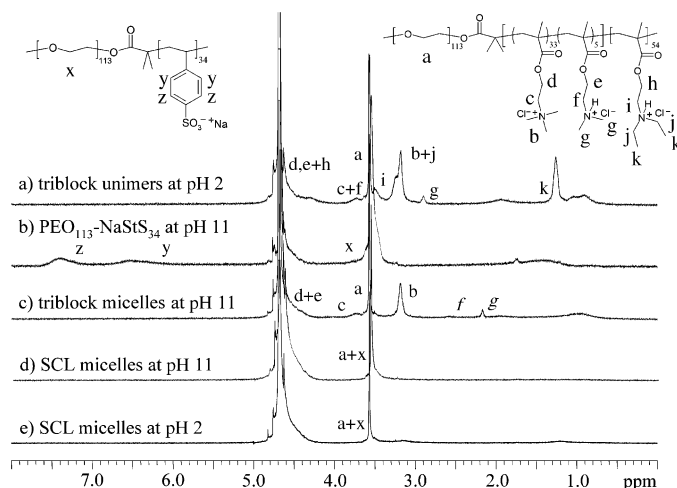 O
O
O
113
34
x
y
y
z
z
SO₃⁻ ⁺Na
O
O
O
113
33
5
54
a
O
O
O
O
O
O
d
e
h
c
f
i
Cl⁻ ⁺N
N⁺ H Cl⁻
N⁺ H Cl⁻
b
g
g
j
j
k
k
a) triblock unimers at pH 2
d,e+h
c+f
a
i
b+j
g
k
b) PEO₁₁₃-NaStS₃₄ at pH 11
z
y
x
c) triblock micelles at pH 11
d+e
c
a
b
f
g
d) SCL micelles at pH 11
a+x
e) SCL micelles at pH 2
a+x
7.0 6.0 5.0 4.0 3.0 2.0 1.0 ppm